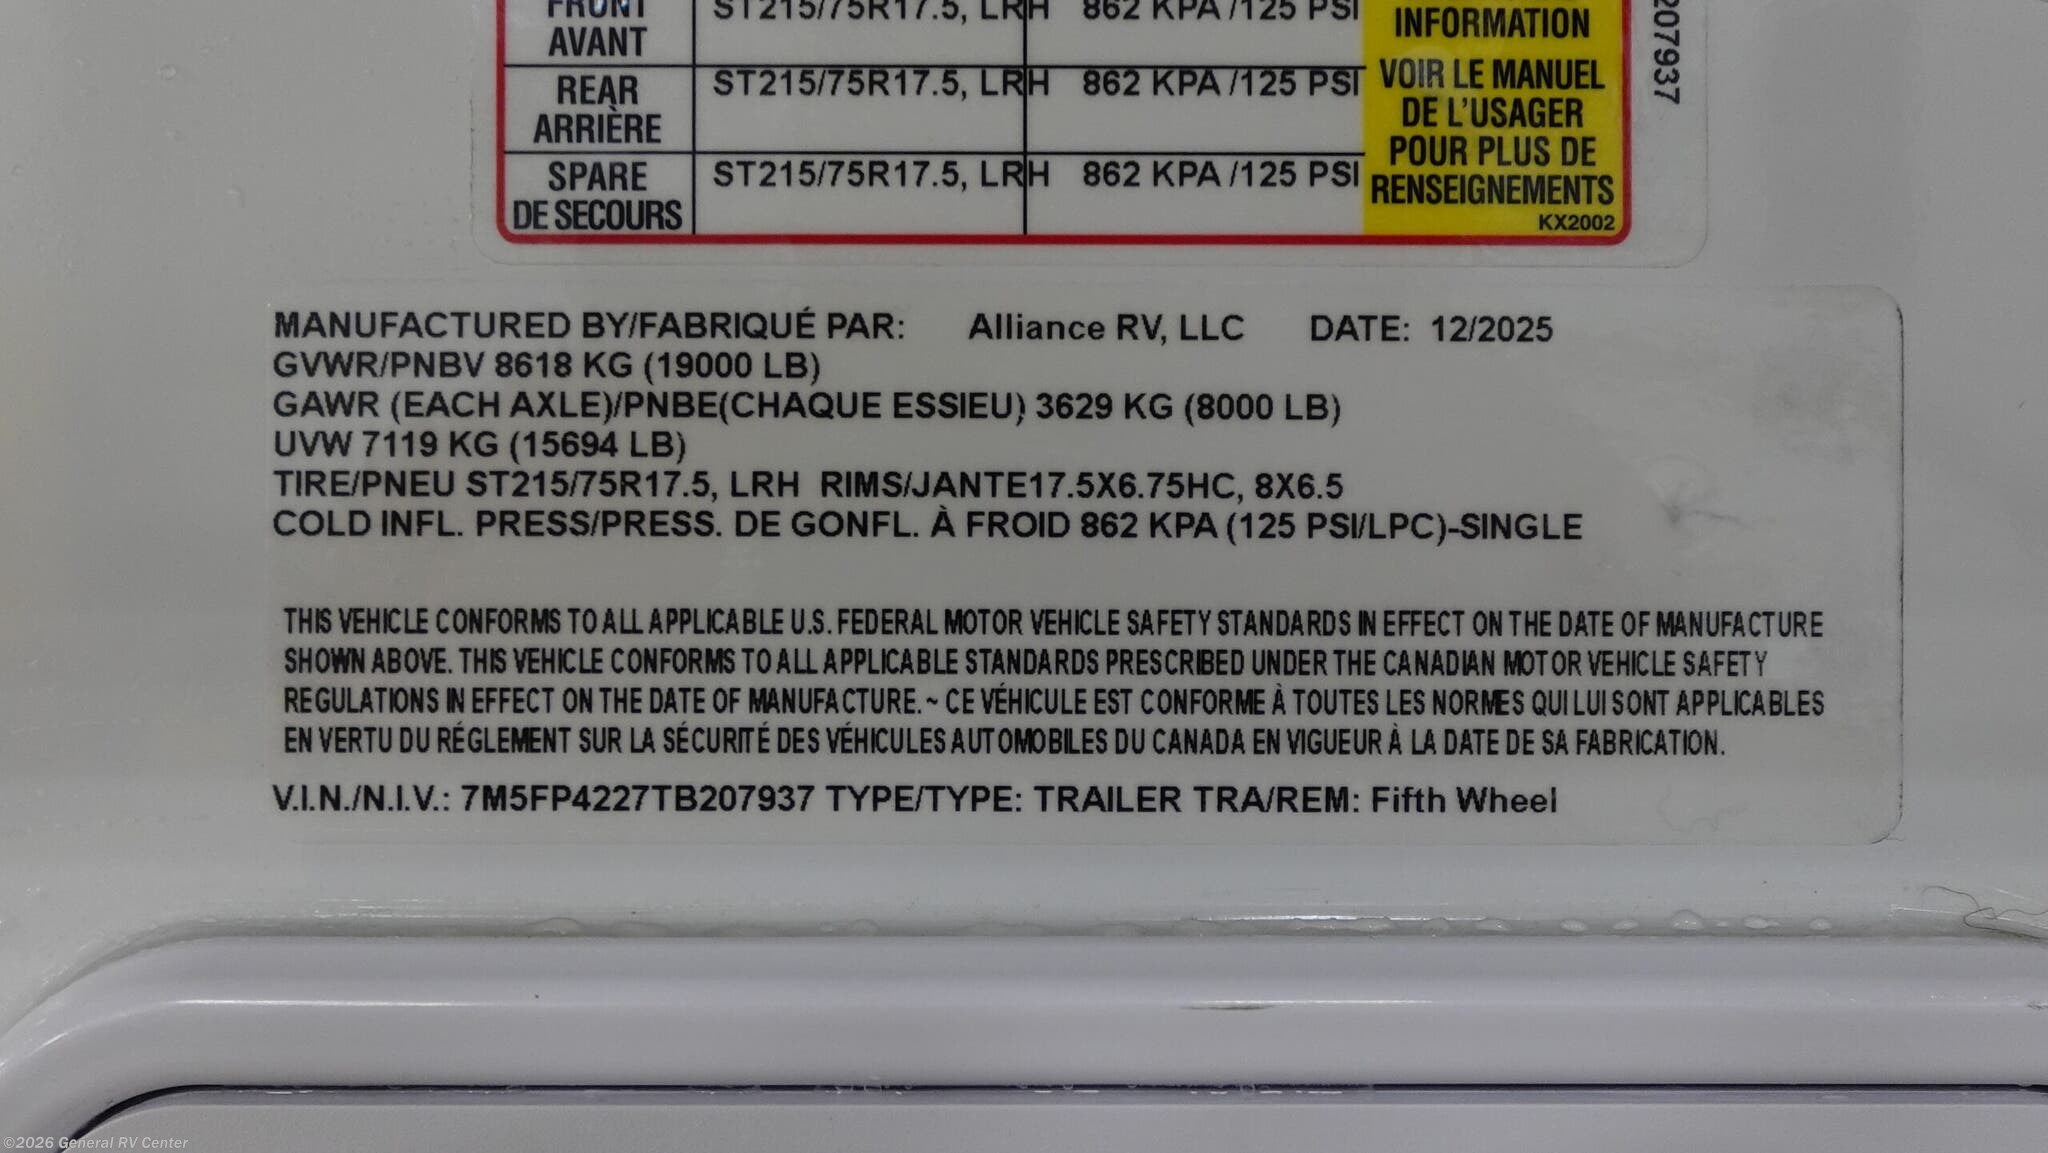 FRONT
AVANT
ST215/75R17.5, LRH 862 KPA /125 PSI
REAR
ARRIÈRE
ST215/75R17.5, LRH 862 KPA /125 PSI
SPARE
DE SECOURS
ST215/75R17.5, LRH 862 KPA /125 PSI
INFORMATION
VOIR LE MANUEL
DE L'USAGER
POUR PLUS DE
RENSEIGNEMENTS
KX2002
207937
MANUFACTURED BY/FABRIQUÉ PAR: Alliance RV, LLC DATE: 12/2025
GVWR/PNBV 8618 KG (19000 LB)
GAWR (EACH AXLE)/PNBE(CHAQUE ESSIEU) 3629 KG (8000 LB)
UVW 7119 KG (15694 LB)
TIRE/PNEU ST215/75R17.5, LRH RIMS/JANTE17.5X6.75HC, 8X6.5
COLD INFL. PRESS/PRESS. DE GONFL. À FROID 862 KPA (125 PSI/LPC)-SINGLE
THIS VEHICLE CONFORMS TO ALL APPLICABLE U.S. FEDERAL MOTOR VEHICLE SAFETY STANDARDS IN EFFECT ON THE DATE OF MANUFACTURE
SHOWN ABOVE. THIS VEHICLE CONFORMS TO ALL APPLICABLE STANDARDS PRESCRIBED UNDER THE CANADIAN MOTOR VEHICLE SAFETY
REGULATIONS IN EFFECT ON THE DATE OF MANUFACTURE. ~ CE VÉHICULE EST CONFORME À TOUTES LES NORMES QUI LUI SONT APPLICABLES
EN VERTU DU RÉGLEMENT SUR LA SÉCURITÉ DES VÉHICULES AUTOMOBILES DU CANADA EN VIGUEUR À LA DATE DE SA FABRICATION.
V.I.N./N.I.V.: 7M5FP4227TB207937 TYPE/TYPE: TRAILER TRA/REM: Fifth Wheel
©2026 General RV Center